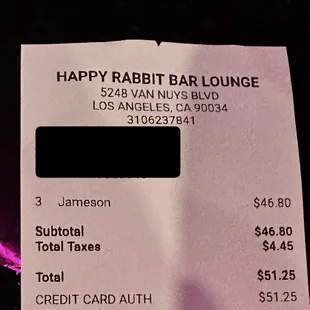 HAPPY RABBIT BAR LOUNGE
5248 VAN NUYS BLVD
LOS ANGELES, CA 90034
3106237841
3 Jameson $46.80
Subtotal $46.80
Total Taxes $4.45
Total $51.25
CREDIT CARD AUTH $51.25